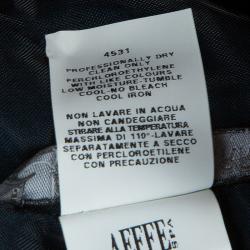 4531
PROFESSIONALLY DRY
CLEAN ONLY
PERCHLOROETHYLENE
WITH LIKE COLOURS
LOW MOISTURE-TUMBLE
COOL-NO BLEACH
COOL IRON
NON LAVARE IN ACQUA
NON CANDEGGIARE
STIRARE ALLA TEMPERATURA
MASSIMA DI 110°-LAVARE
SEPARATAMENTE A SECCO
CON PERCLOROETILENE
CON PRECAUZIONE
AEFFE
S.P.A.